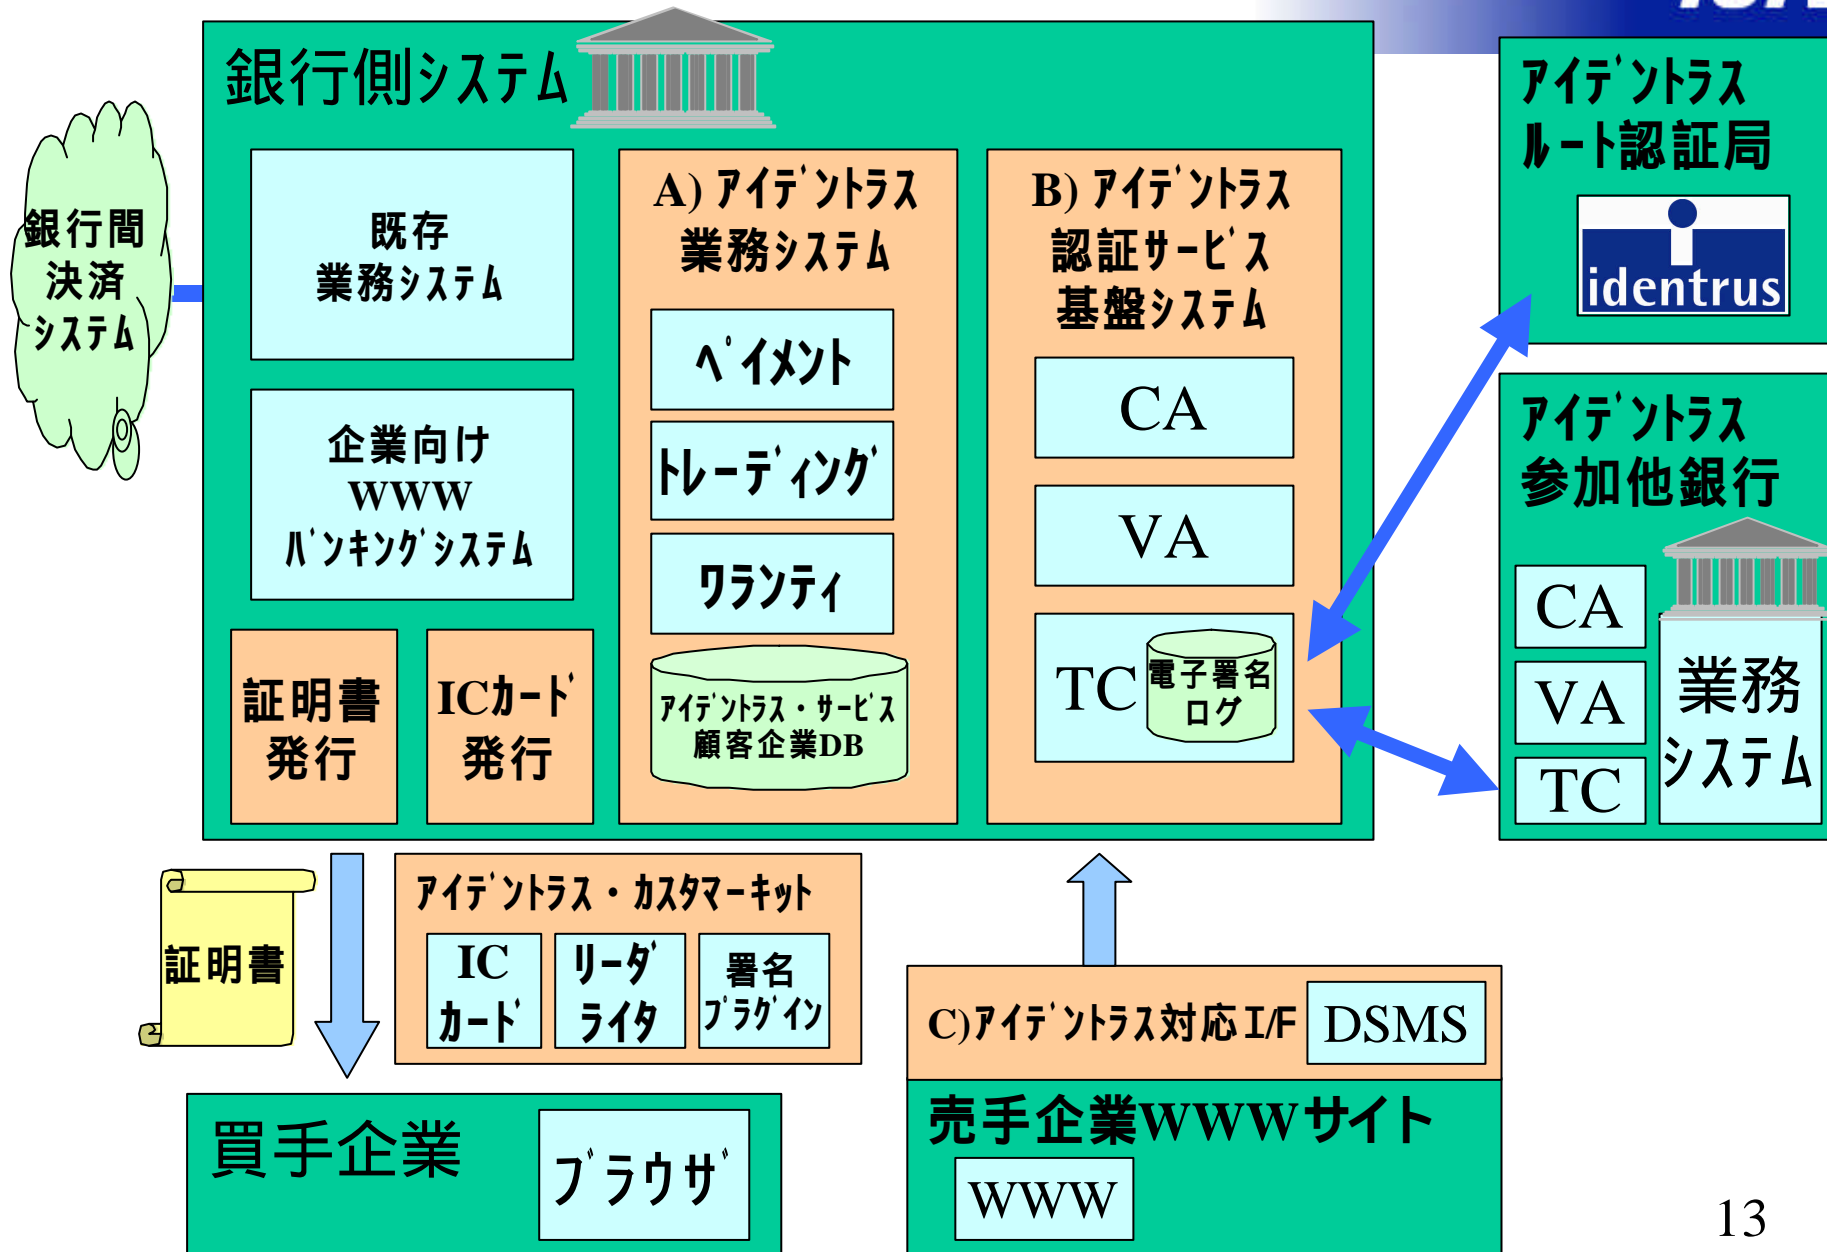 銀行側システム
銀行間
決済
システム
既存
業務システム
企業向け
WWW
バンキングシステム
証明書
発行
ICカード
発行
A) アイデントラス
業務システム
ペイメント
トレーディング
ワランティ
アイデントラス・サービス
顧客企業DB
B) アイデントラス
認証サービス
基盤システム
CA
VA
TC
電子署名
ログ
アイデントラス
ルート認証局
identrus
アイデントラス
参加他銀行
CA
VA
TC
業務
システム
証明書
アイデントラス・カスタマーキット
IC
カード
リーダ
ライタ
署名
プラグイン
買手企業
ブラウザ
C)アイデントラス対応I/F
DSMS
売手企業WWWサイト
WWW
13